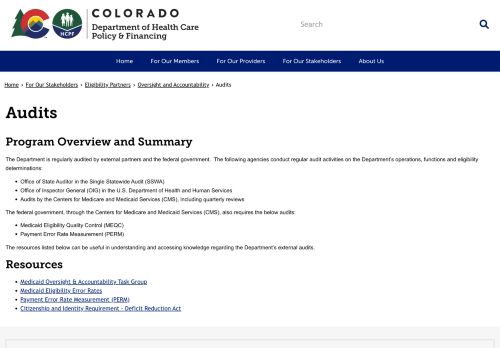 COLORADO
Department of Health Care
Policy & Financing
HCPF
Search
Home
For Our Members
For Our Providers
For Our Stakeholders
About Us
Home › For Our Stakeholders › Eligibility Partners › Oversight and Accountability › Audits
Audits
Program Overview and Summary
The Department is regularly audited by external partners and the federal government. The following agencies conduct regular audit activities on the Department's operations, functions and eligibility
determinations:
• Office of State Auditor in the Single Statewide Audit (SSWA)
• Office of Inspector General (OIG) in the U.S. Department of Health and Human Services
• Audits by the Centers for Medicare and Medicaid Services (CMS), including quarterly reviews
The federal government, through the Centers for Medicare and Medicaid Services (CMS), also requires the below audits:
• Medicaid Eligibility Quality Control (MEQC)
• Payment Error Rate Measurement (PERM)
The resources listed below can be useful in understanding and accessing knowledge regarding the Department's external audits.
Resources
• Medicaid Oversight & Accountability Task Group
• Medicaid Eligibility Error Rates
• Payment Error Rate Measurement (PERM)
• Citizenship and Identity Requirement - Deficit Reduction Act